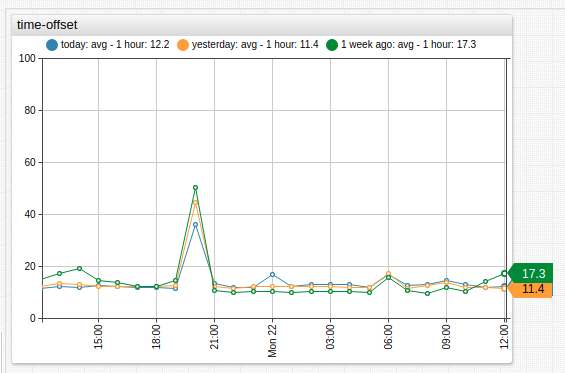 time-offset
today: avg - 1 hour: 12.2 yesterday: avg - 1 hour: 11.4 1 week ago: avg - 1 hour: 17.3
100
80
60
40
20
0
17.3
11.4
15:00 18:00 21:00 Mon 22 03:00 06:00 09:00 12:00